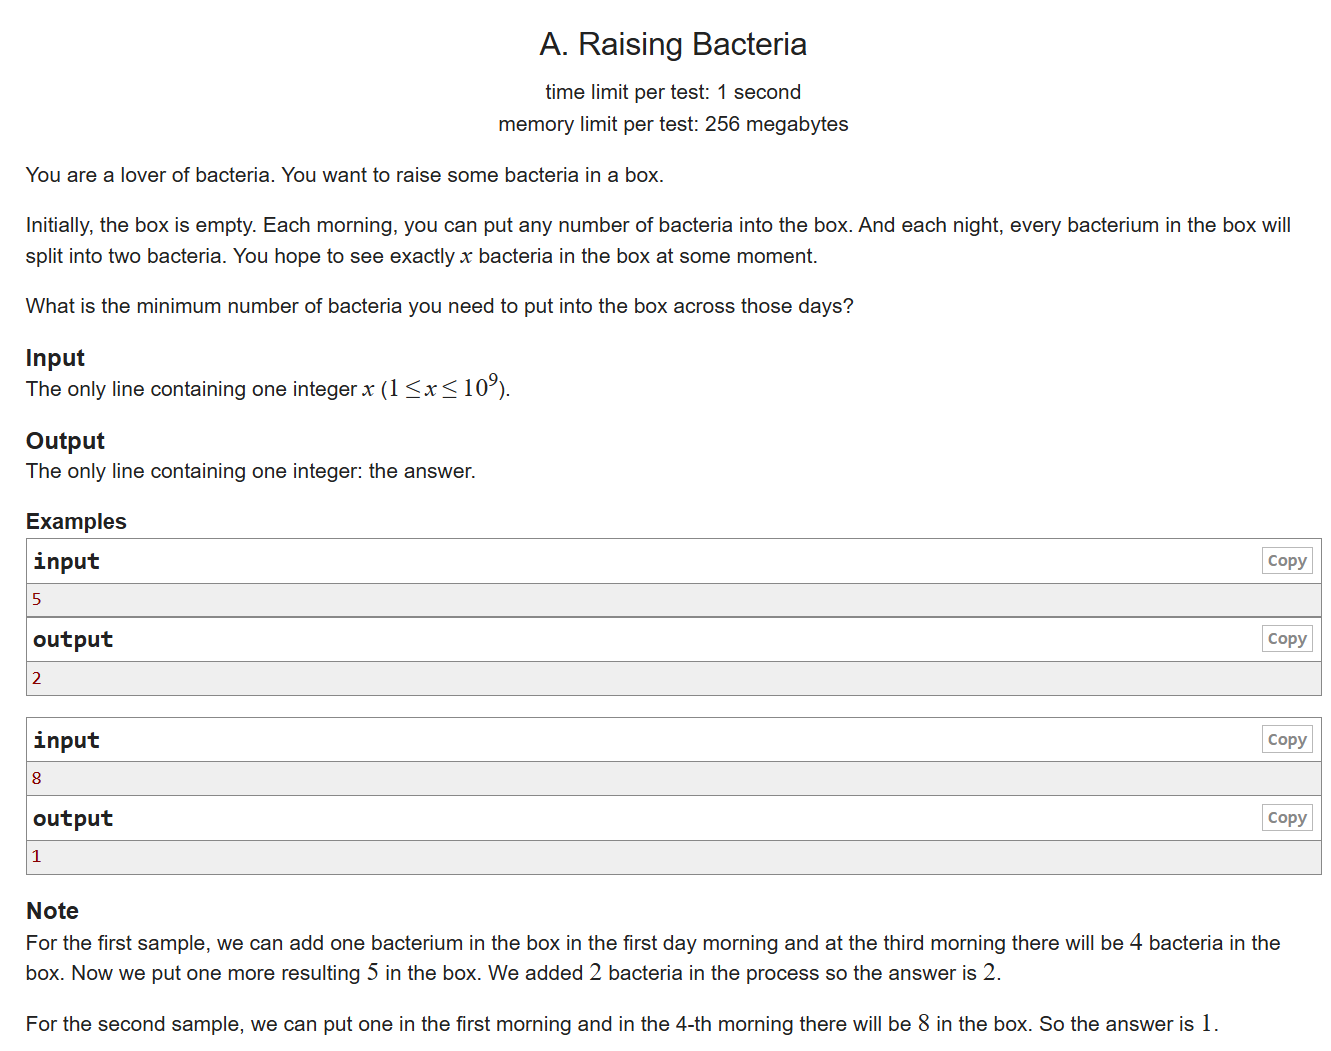 A. Raising Bacteria
time limit per test: 1 second
memory limit per test: 256 megabytes
You are a lover of bacteria. You want to raise some bacteria in a box.
Initially, the box is empty. Each morning, you can put any number of bacteria into the box. And each night, every bacterium in the box will
split into two bacteria. You hope to see exactly x bacteria in the box at some moment.
What is the minimum number of bacteria you need to put into the box across those days?
Input
The only line containing one integer x (1 ≤ x ≤ 10⁹).
Output
The only line containing one integer: the answer.
Examples
input Copy
5
output Copy
2
input Copy
8
output Copy
1
Note
For the first sample, we can add one bacterium in the box in the first day morning and at the third morning there will be 4 bacteria in the
box. Now we put one more resulting 5 in the box. We added 2 bacteria in the process so the answer is 2.
For the second sample, we can put one in the first morning and in the 4-th morning there will be 8 in the box. So the answer is 1.